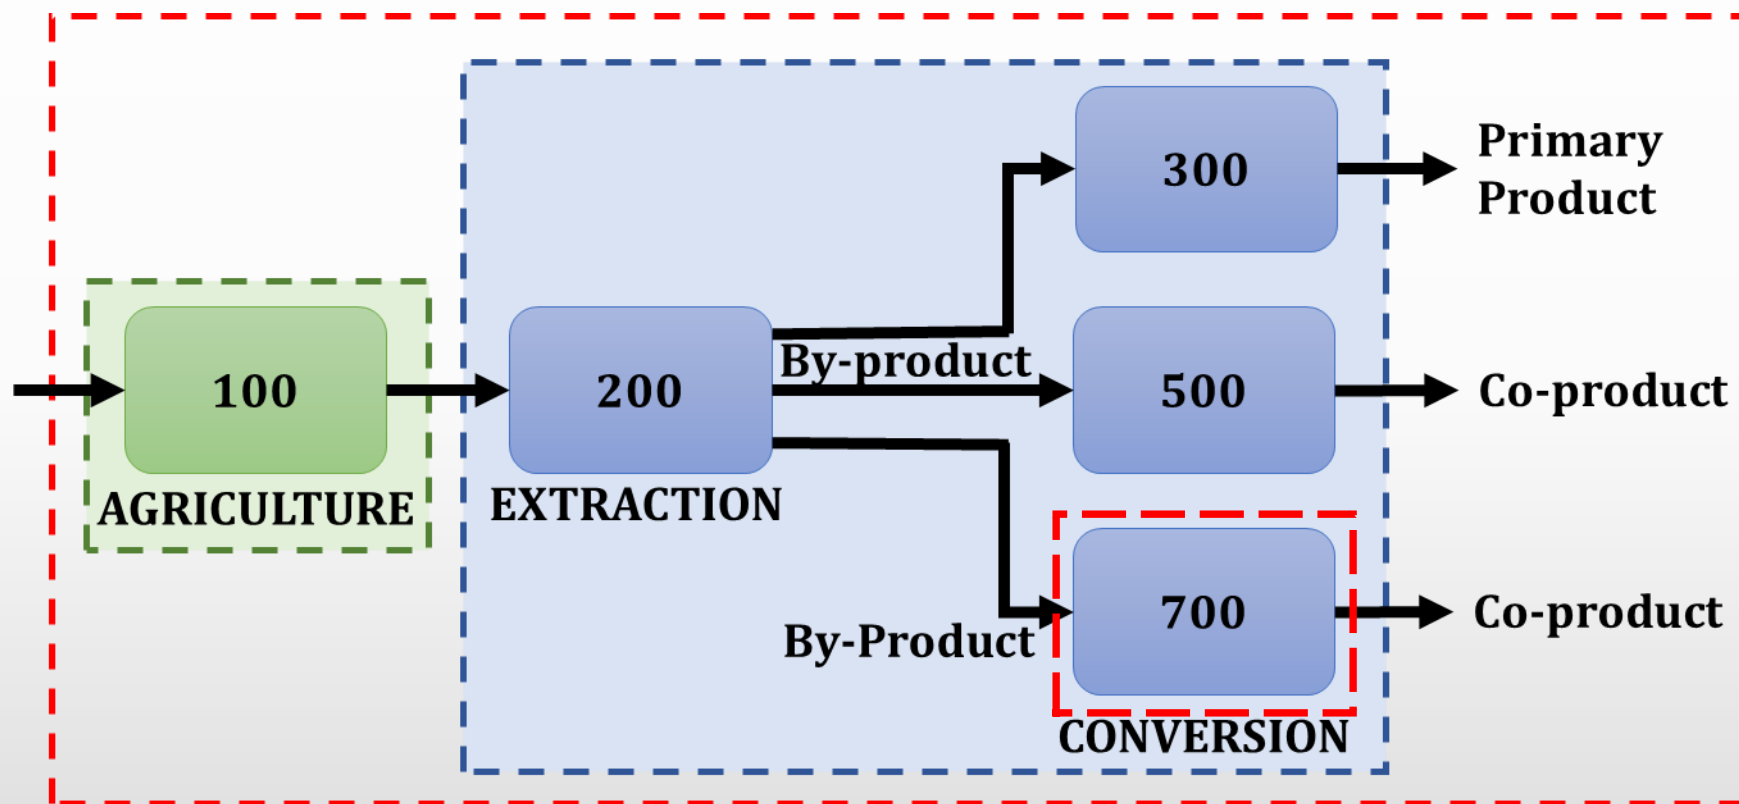 300
Primary
Product
By-product
100
200
500
Co-product
AGRICULTURE
EXTRACTION
700
Co-product
By-Product
CONVERSION